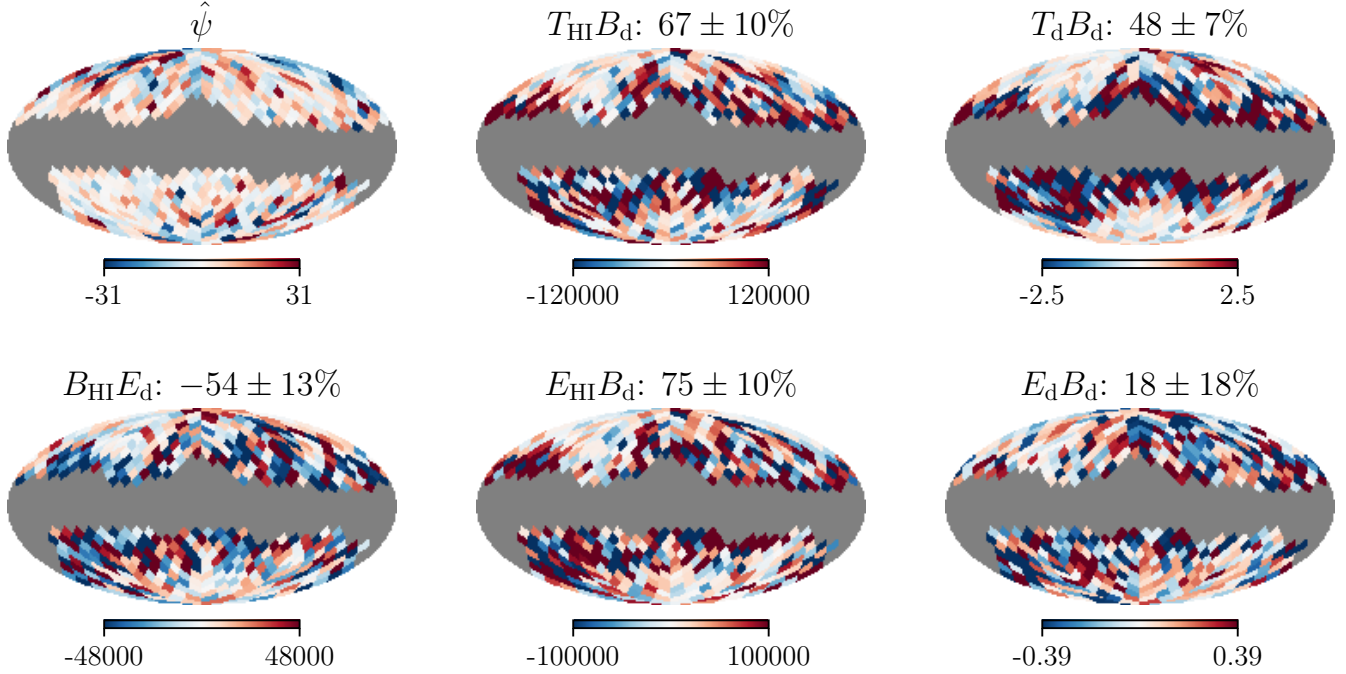 ψ̂
T_HI B_d: 67 ± 10%
T_d B_d: 48 ± 7%
-31 31
-120000 120000
-2.5 2.5
B_HI E_d: −54 ± 13%
E_HI B_d: 75 ± 10%
E_d B_d: 18 ± 18%
-48000 48000
-100000 100000
-0.39 0.39